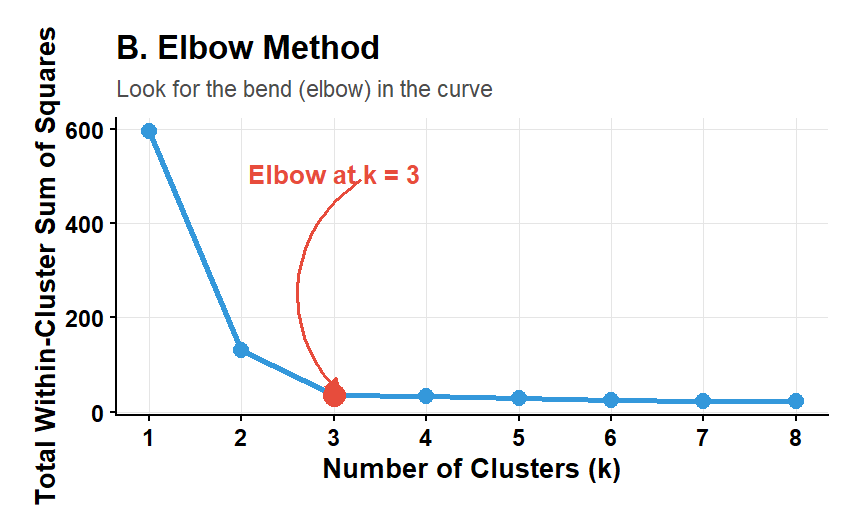 B. Elbow Method
Look for the bend (elbow) in the curve
Total Within-Cluster Sum of Squares
600
400
200
0
Elbow at k = 3
1 2 3 4 5 6 7 8
Number of Clusters (k)